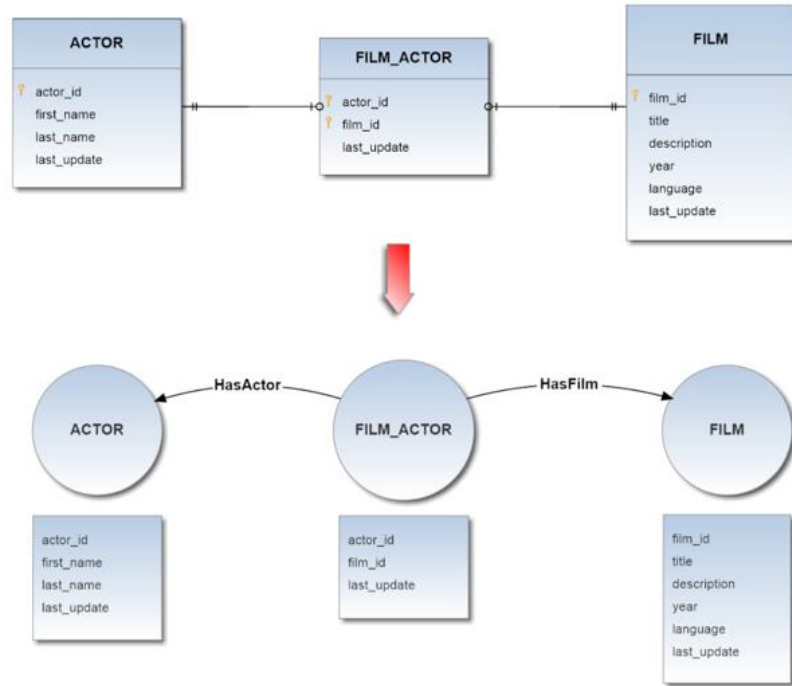 ACTOR
actor_id
first_name
last_name
last_update
FILM_ACTOR
actor_id
film_id
last_update
FILM
film_id
title
description
year
language
last_update
HasActor
HasFilm
ACTOR
FILM_ACTOR
FILM
actor_id
first_name
last_name
last_update
actor_id
film_id
last_update
film_id
title
description
year
language
last_update